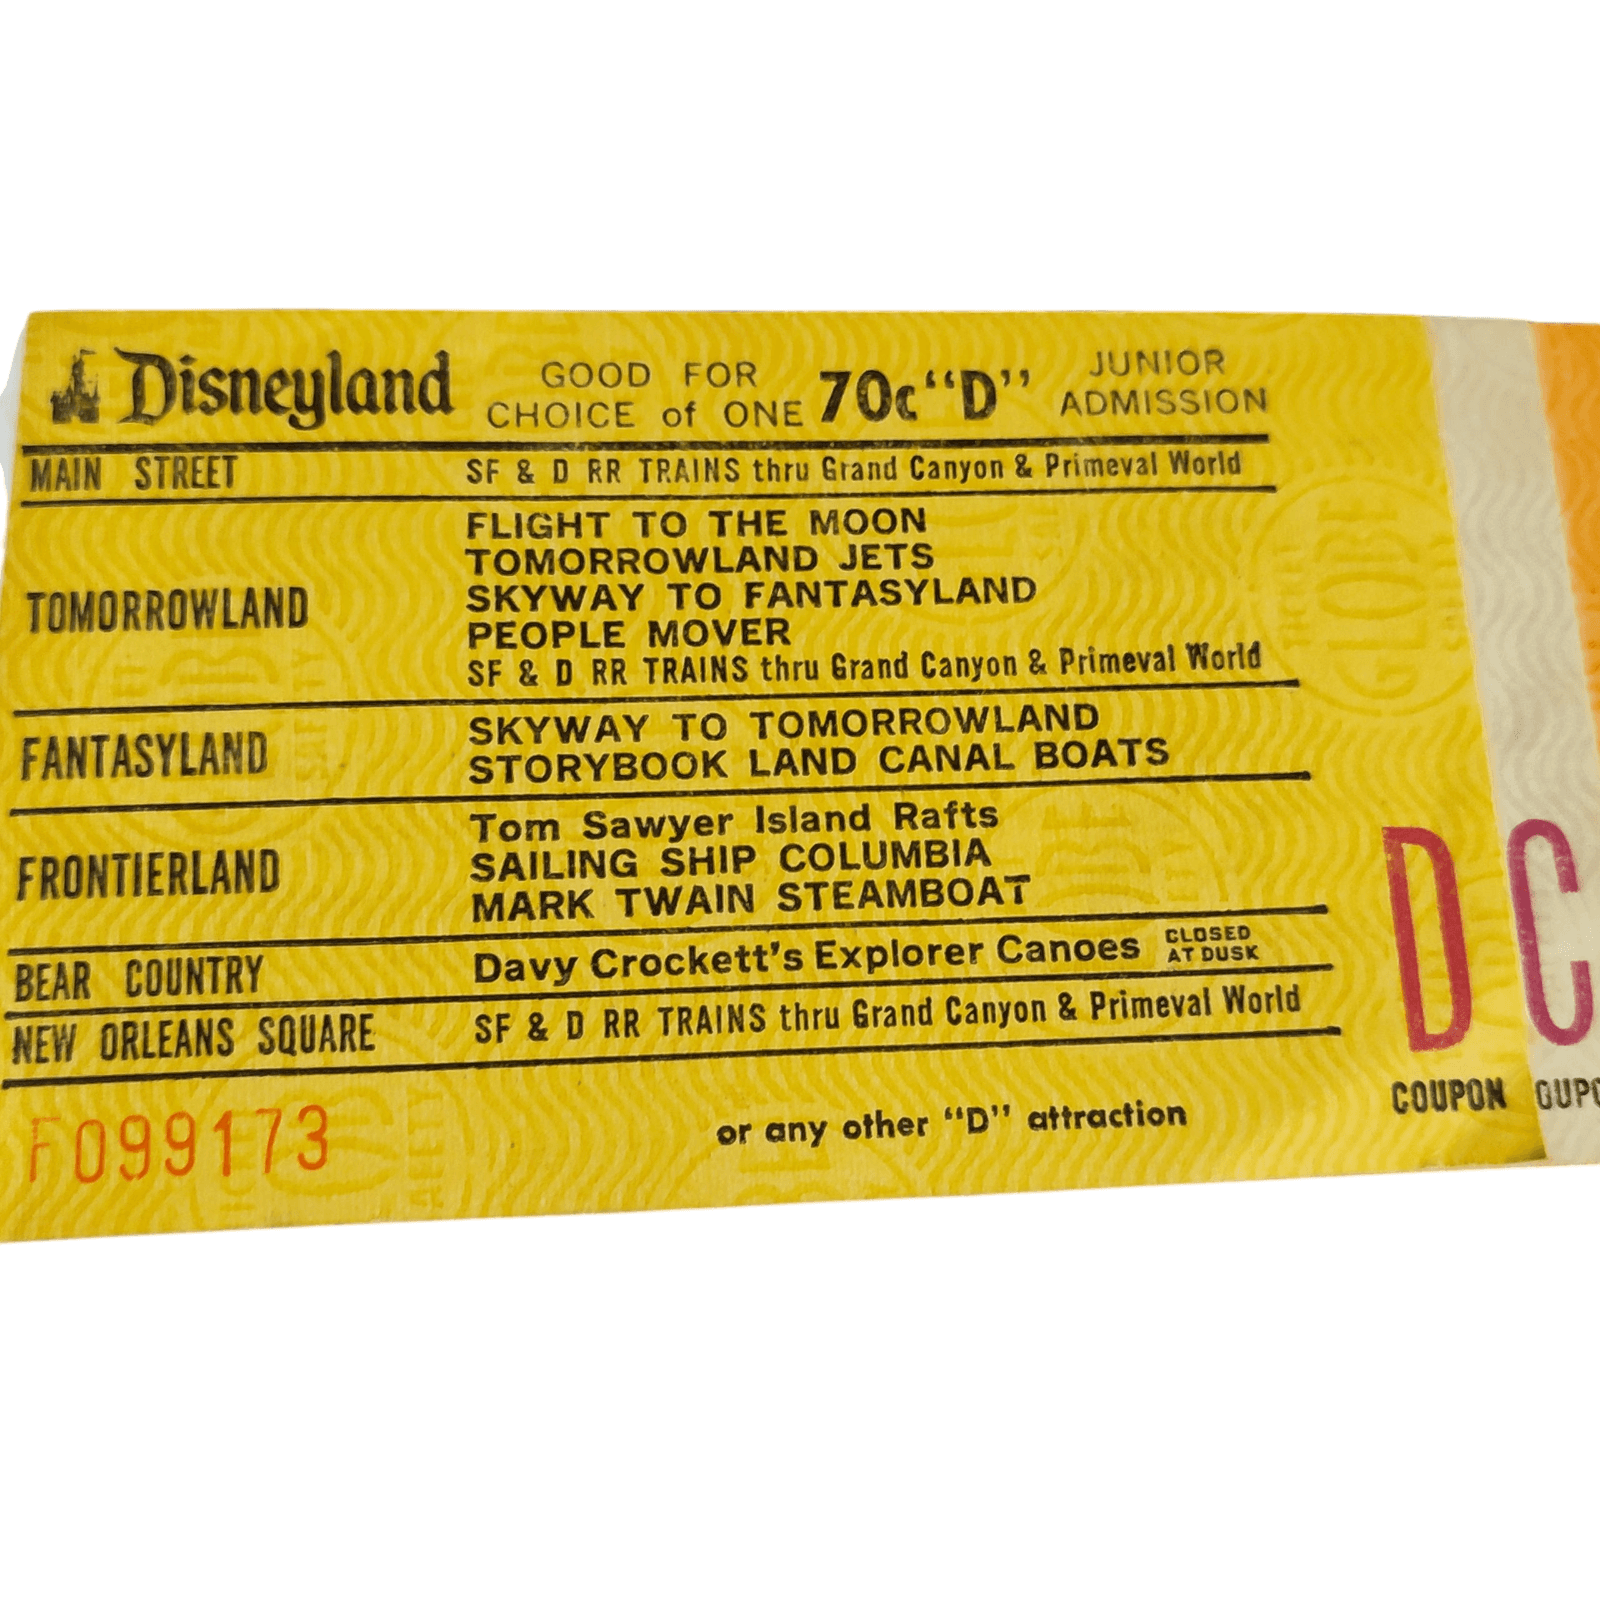 Disneyland GOOD FOR CHOICE of ONE 70c "D" JUNIOR ADMISSION
MAIN STREET SF & D RR TRAINS thru Grand Canyon & Primeval World
TOMORROWLAND
FLIGHT TO THE MOON
TOMORROWLAND JETS
SKYWAY TO FANTASYLAND
PEOPLE MOVER
SF & D RR TRAINS thru Grand Canyon & Primeval World
FANTASYLAND
SKYWAY TO TOMORROWLAND
STORYBOOK LAND CANAL BOATS
FRONTIERLAND
Tom Sawyer Island Rafts
SAILING SHIP COLUMBIA
MARK TWAIN STEAMBOAT
BEAR COUNTRY Davy Crockett's Explorer Canoes CLOSED AT DUSK
NEW ORLEANS SQUARE SF & D RR TRAINS thru Grand Canyon & Primeval World
F099173
or any other "D" attraction
D
COUPON
C
GLOBE